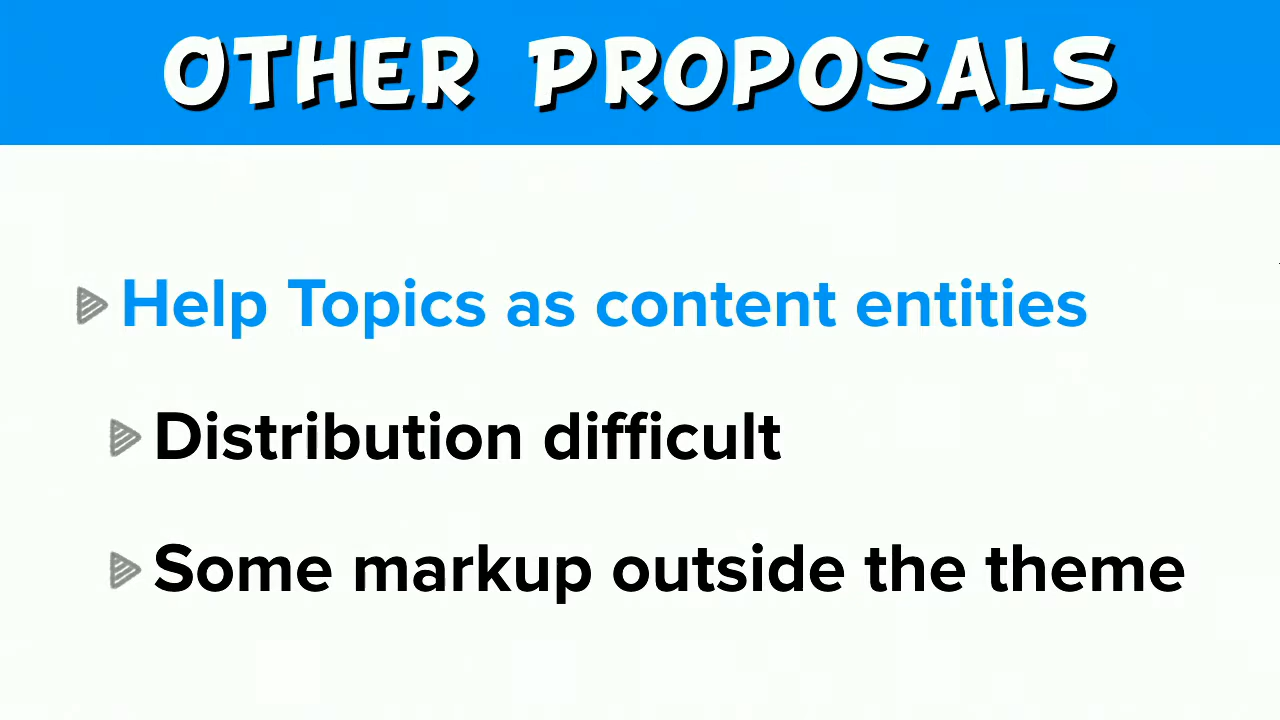 OTHER PROPOSALS
Help Topics as content entities
Distribution difficult
Some markup outside the theme